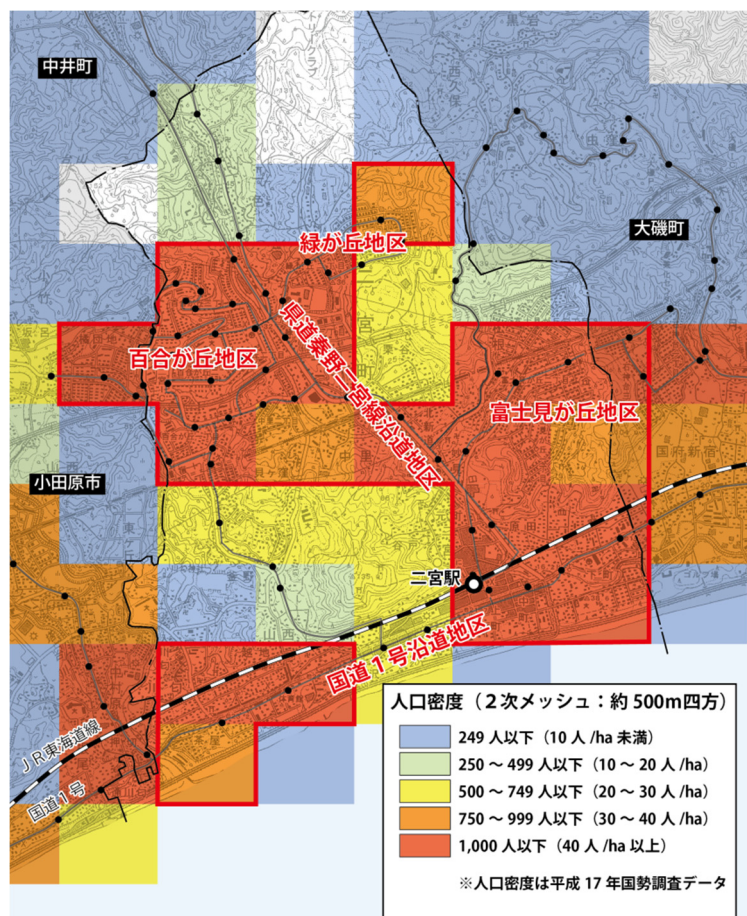 中井町
緑が丘地区
大磯町
百合が丘地区
県道秦野二宮線沿道地区
富士見が丘地区
国府新宿
小田原市
二宮駅
国道1号沿道地区
JR東海道線
国道1号
人口密度(2次メッシュ:約500m四方)
249人以下(10人/ha未満)
250~499人以下(10~20人/ha)
500~749人以下(20~30人/ha)
750~999人以下(30~40人/ha)
1,000人以下(40人/ha以上)
※人口密度は平成17年国勢調査データ